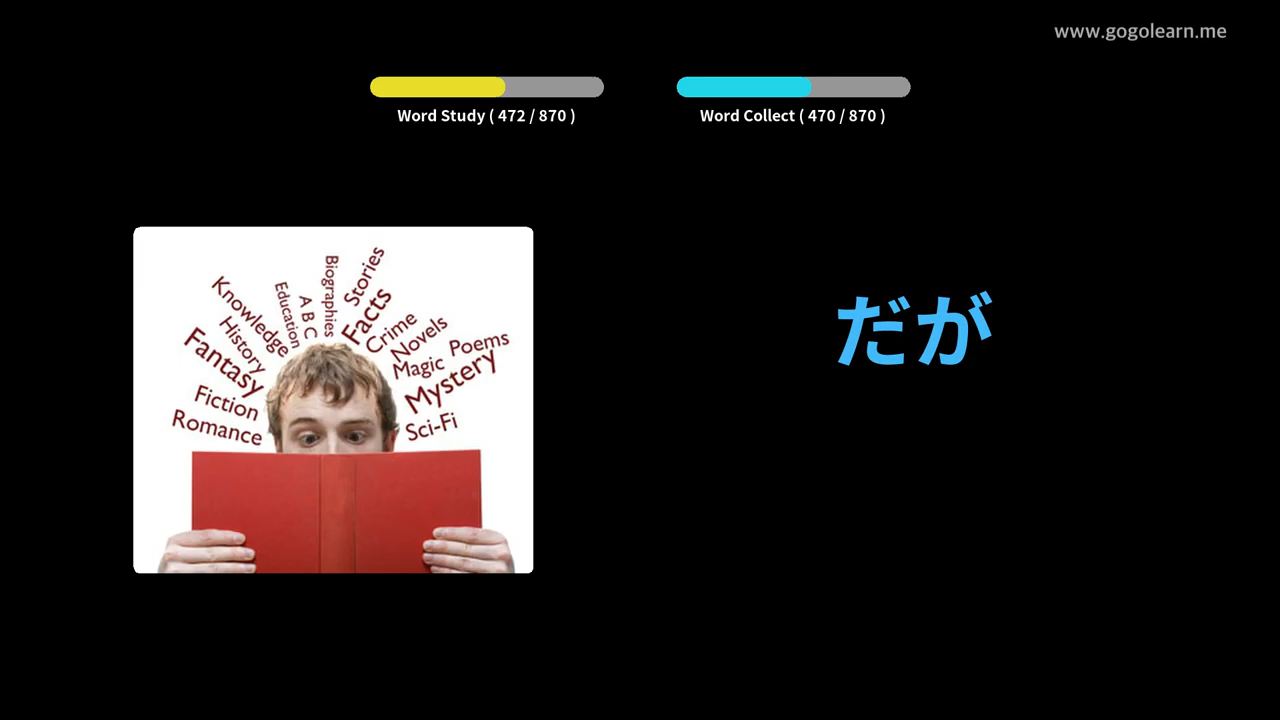 www.gogolearn.me
Word Study ( 472 / 870 )
Word Collect ( 470 / 870 )
Biographies
Stories
Education
A B C
Facts
Knowledge
Crime
History
Novels
Poems
Fantasy
Magic
Mystery
Fiction
Romance
Sci-Fi
だが